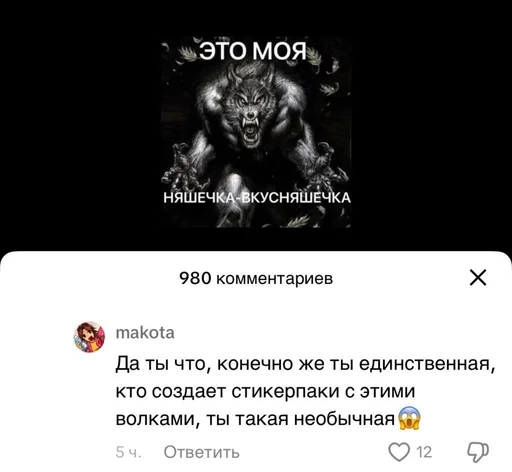 ЭТО МОЯ
НЯШЕЧКА-ВКУСНЯШЕЧКА
980 комментариев
makota
Да ты что, конечно же ты единственная,
кто создает стикерпаки с этими
волками, ты такая необычная😱
5 ч. Ответить 12